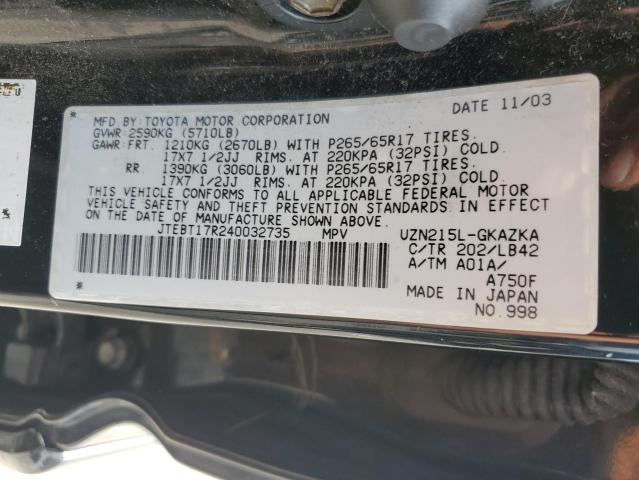 MFD. BY: TOYOTA MOTOR CORPORATION DATE 11/03
GVWR: 2590KG (5710LB)
GAWR: FRT. 1210KG (2670LB) WITH P265/65R17 TIRES.
17X7 1/2JJ RIMS. AT 220KPA (32PSI) COLD.
RR. 1390KG (3060LB) WITH P265/65R17 TIRES.
17X7 1/2JJ RIMS. AT 220KPA (32PSI) COLD.
THIS VEHICLE CONFORMS TO ALL APPLICABLE FEDERAL MOTOR
VEHICLE SAFETY AND THEFT PREVENTION STANDARDS IN EFFECT
ON THE DATE OF MANUFACTURE SHOWN ABOVE.
JTEBT17R240032735 MPV UZN215L-GKAZKA
C/TR 202/LB42
A/TM A01A/
A750F
MADE IN JAPAN
NO. 998